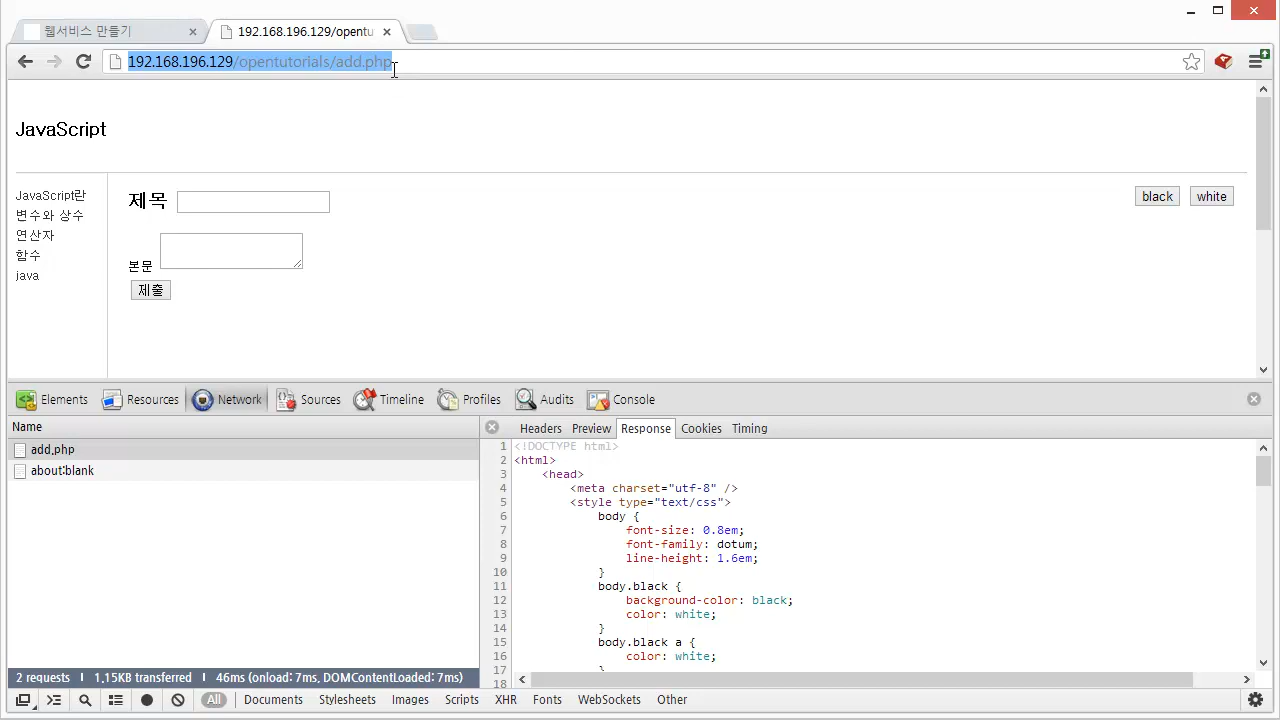 웹서비스 만들기
192.168.196.129/opentu
192.168.196.129/opentutorials/add.php
JavaScript
JavaScript란
변수와 상수
연산자
함수
java
제목
본문
제출
black white
Elements Resources Network Sources Timeline Profiles Audits Console
Name
add.php
about:blank
Headers Preview Response Cookies Timing
1 <!DOCTYPE html>
2 <html>
3 <head>
4 <meta charset="utf-8" />
5 <style type="text/css">
6 body {
7 font-size: 0.8em;
8 font-family: dotum;
9 line-height: 1.6em;
10 }
11 body.black {
12 background-color: black;
13 color: white;
14 }
15 body.black a {
16 color: white;
17 }
18
2 requests | 1.15KB transferred | 46ms (onload: 7ms, DOMContentLoaded: 7ms)
All Documents Stylesheets Images Scripts XHR Fonts WebSockets Other